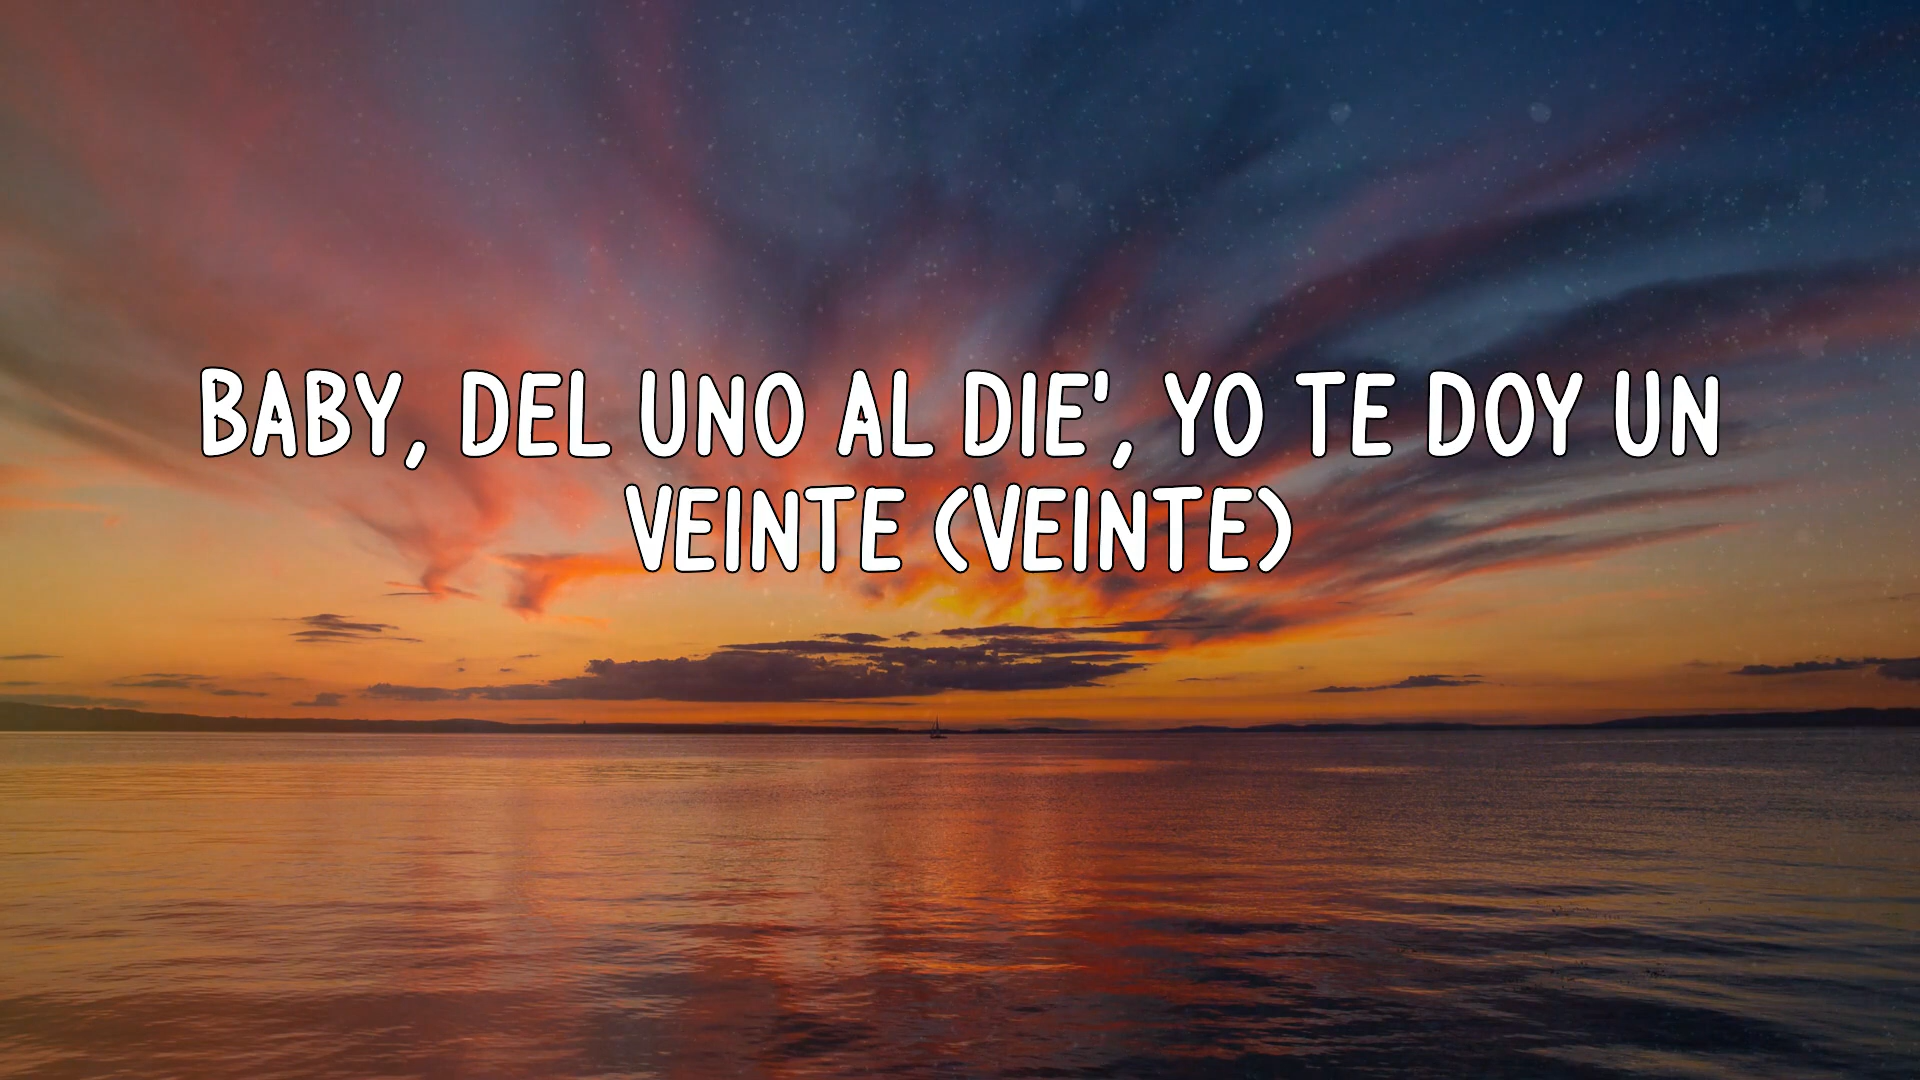 BABY, DEL UNO AL DIE', YO TE DOY UN
VEINTE (VEINTE)